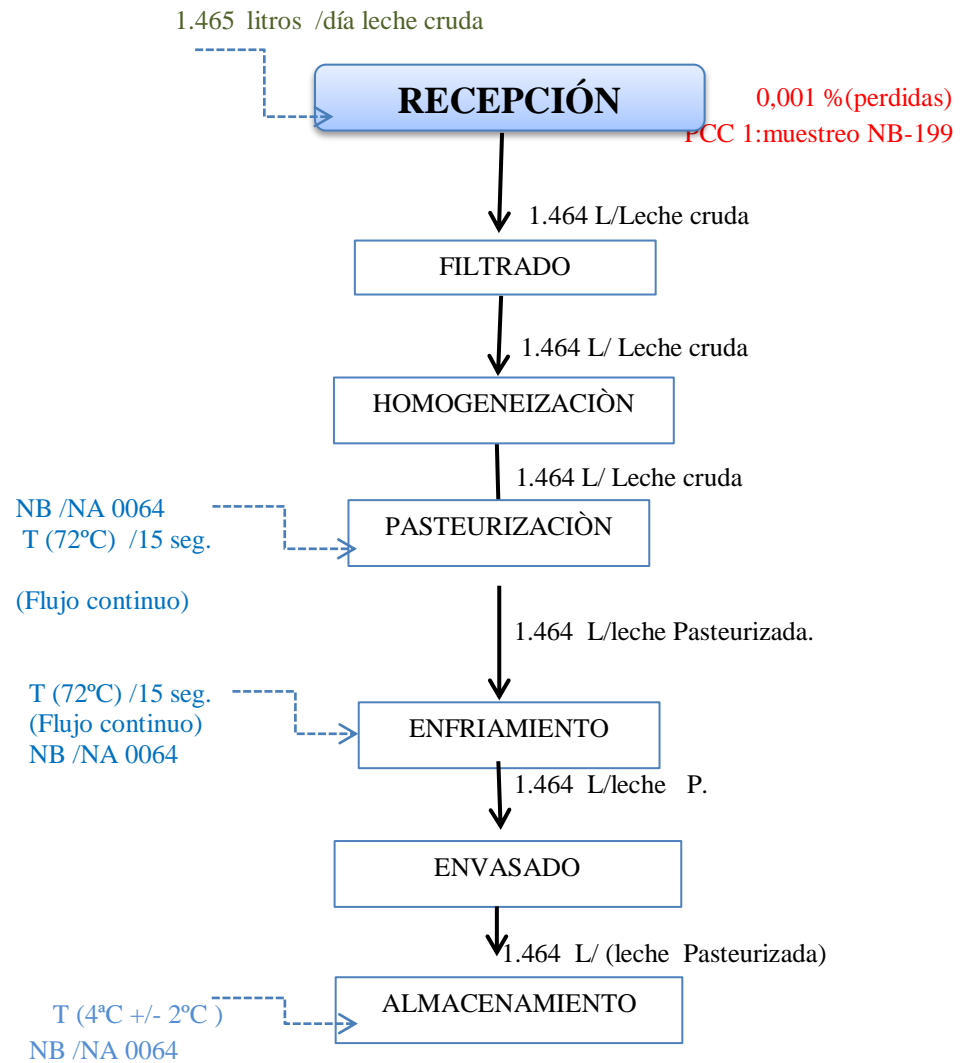 1.465 litros /día leche cruda
RECEPCIÓN
0,001 %(perdidas)
PCC 1:muestreo NB-199
1.464 L/Leche cruda
FILTRADO
1.464 L/ Leche cruda
HOMOGENEIZACIÒN
1.464 L/ Leche cruda
NB /NA 0064
T (72ºC) /15 seg.
(Flujo continuo)
PASTEURIZACIÒN
1.464 L/leche Pasteurizada.
T (72ºC) /15 seg.
(Flujo continuo)
NB /NA 0064
ENFRIAMIENTO
1.464 L/leche P.
ENVASADO
1.464 L/ (leche Pasteurizada)
ALMACENAMIENTO
T (4ªC +/- 2ºC )
NB /NA 0064